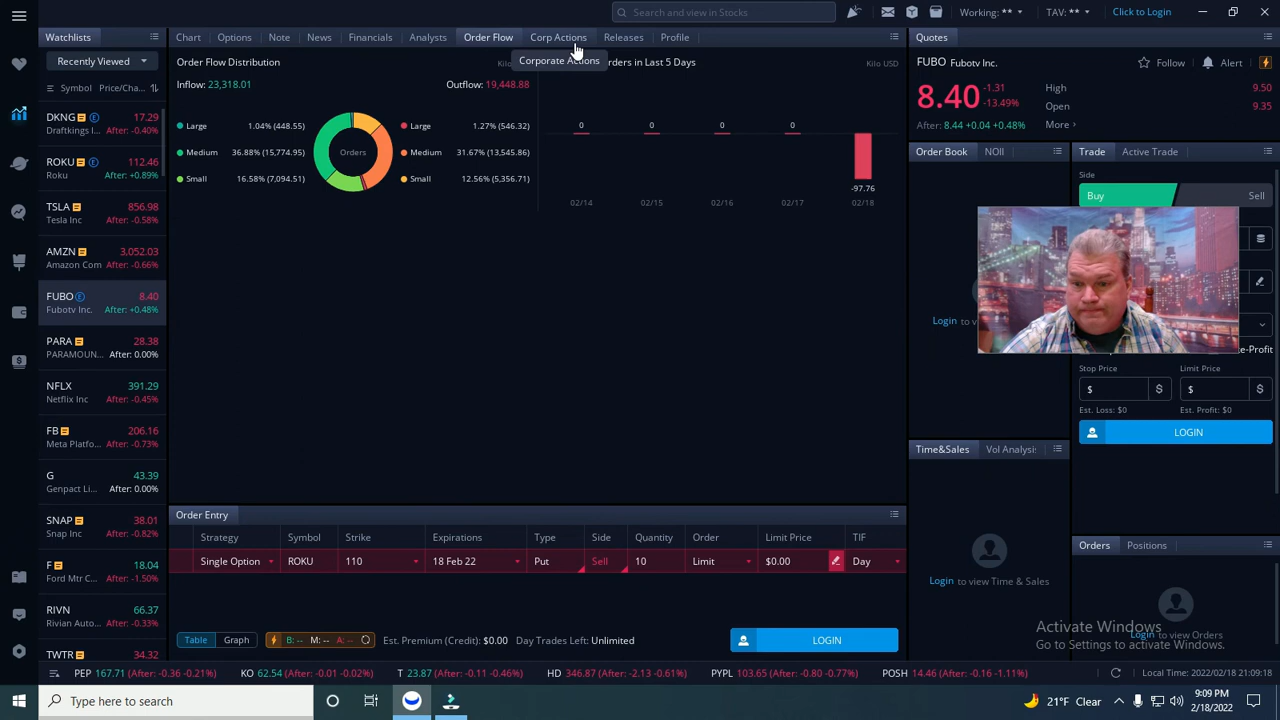 Search and view in Stocks
Working: **
TAV: **
Click to Login
Watchlists
Chart
Option
Note
News
Financials
Analysts
Order Flow
Corp Actions
Releases
Profile
Quotes
Recently Viewed
Order Flow Distribution
Corporate Actions
rders in Last 5 Days
Kilo USD
FUBO Fubotv Inc.
Follow
Alert
Symbol
Price/Cha...
Inflow: 23,318.01
Outflow: 19,448.88
8.40
-1.31
-13.49%
High 9.50
Open 9.35
After: 8.44 +0.04 +0.48%
More
DKNG 17.29
Draftkings I... After: -0.40%
ROKU 112.46
Roku After: +0.89%
TSLA 856.98
Tesla Inc After: -0.58%
AMZN 3,052.03
Amazon Com After: -0.66%
FUBO 8.40
Fubotv Inc. After: +0.48%
PARA 28.38
PARAMOUN... After: 0.00%
NFLX 391.29
Netflix Inc After: -0.45%
FB 206.16
Meta Platfo... After: -0.73%
G 43.39
Genpact Li... After: 0.00%
SNAP 38.01
Snap Inc After: -0.82%
F 18.04
Ford Mtr C... After: -1.50%
RIVN 66.37
Rivian Auto... After: -0.33%
TWTR 34.32
Large 1.04% (448.55)
Medium 36.88% (15,774.95)
Small 16.58% (7,094.51)
Orders
Large 1.27% (546.32)
Medium 31.67% (13,545.86)
Small 12.56% (5,356.71)
0 0 0 0
-97.76
02/14 02/15 02/16 02/17 02/18
Order Book
NOII
Trade
Active Trade
Side
Buy
Sell
Login to v
e-Profit
Stop Price
Limit Price
$ $
$ $
Est. Loss: $0
Est. Profit: $0
LOGIN
Time&Sales
Vol Analysi
Login to view Time & Sales
Orders
Positions
Login to view Orders
Order Entry
Strategy Symbol Strike Expirations Type Side Quantity Order Limit Price TIF
Single Option ROKU 110 18 Feb 22 Put Sell 10 Limit $0.00 Day
Table
Graph
B: -- M: -- A: --
Est. Premium (Credit): $0.00
Day Trades Left: Unlimited
LOGIN
Activate Windows
Go to Settings to activate Windows.
PEP 167.71 (After: -0.36 -0.21%)
KO 62.54 (After: -0.01 -0.02%)
T 23.87 (After: -0.11 -0.46%)
HD 346.87 (After: -2.13 -0.61%)
PYPL 103.65 (After: -0.80 -0.77%)
POSH 14.46 (After: -0.16 -1.11%)
Local Time: 2022/02/18 21:09:18
Type here to search
21°F Clear
9:09 PM
2/18/2022